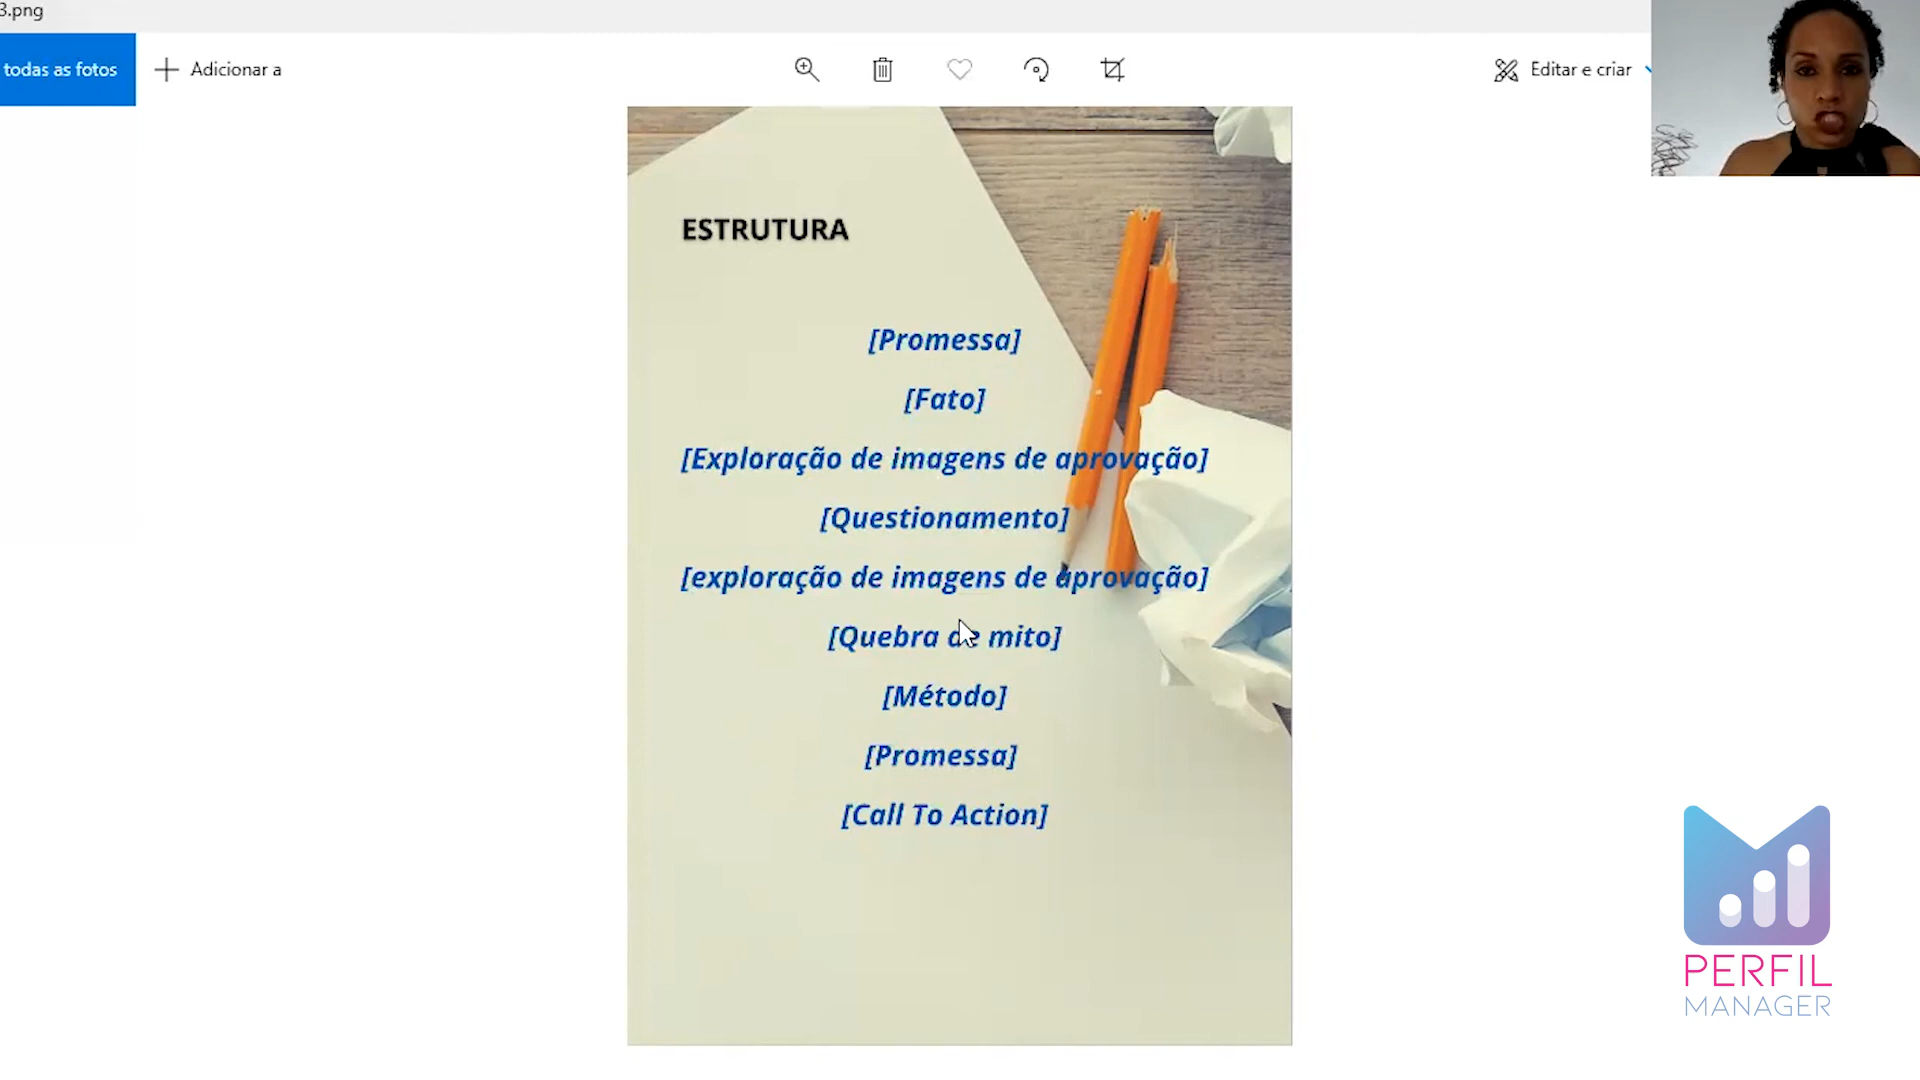 3.png
todas as fotos
Adicionar a
Editar e criar
ESTRUTURA
[Promessa]
[Fato]
[Exploração de imagens de aprovação]
[Questionamento]
[exploração de imagens de aprovação]
[Quebra de mito]
[Método]
[Promessa]
[Call To Action]
PERFIL
MANAGER